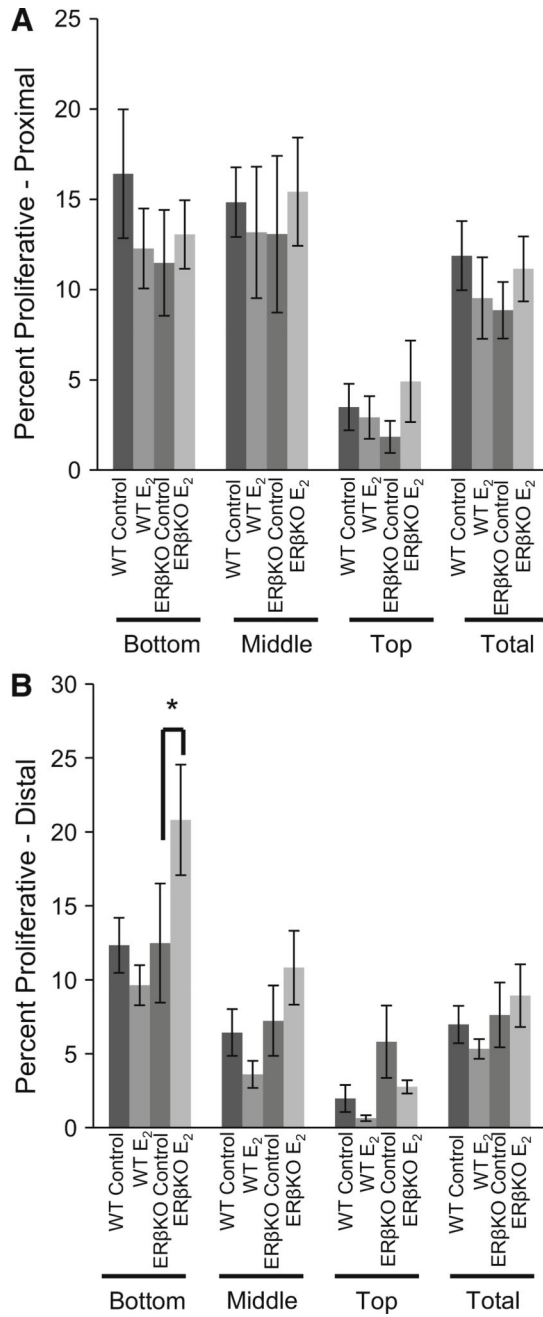 A
Percent Proliferative - Proximal
25
20
15
10
5
0
WT Control
WT E₂
ERβKO Control
ERβKO E₂
WT Control
WT E₂
ERβKO Control
ERβKO E₂
WT Control
WT E₂
ERβKO Control
ERβKO E₂
WT Control
WT E₂
ERβKO Control
ERβKO E₂
Bottom Middle Top Total
B
Percent Proliferative - Distal
30
25
20
15
10
5
0
*
WT Control
WT E₂
ERβKO Control
ERβKO E₂
WT Control
WT E₂
ERβKO Control
ERβKO E₂
WT Control
WT E₂
ERβKO Control
ERβKO E₂
WT Control
WT E₂
ERβKO Control
ERβKO E₂
Bottom Middle Top Total